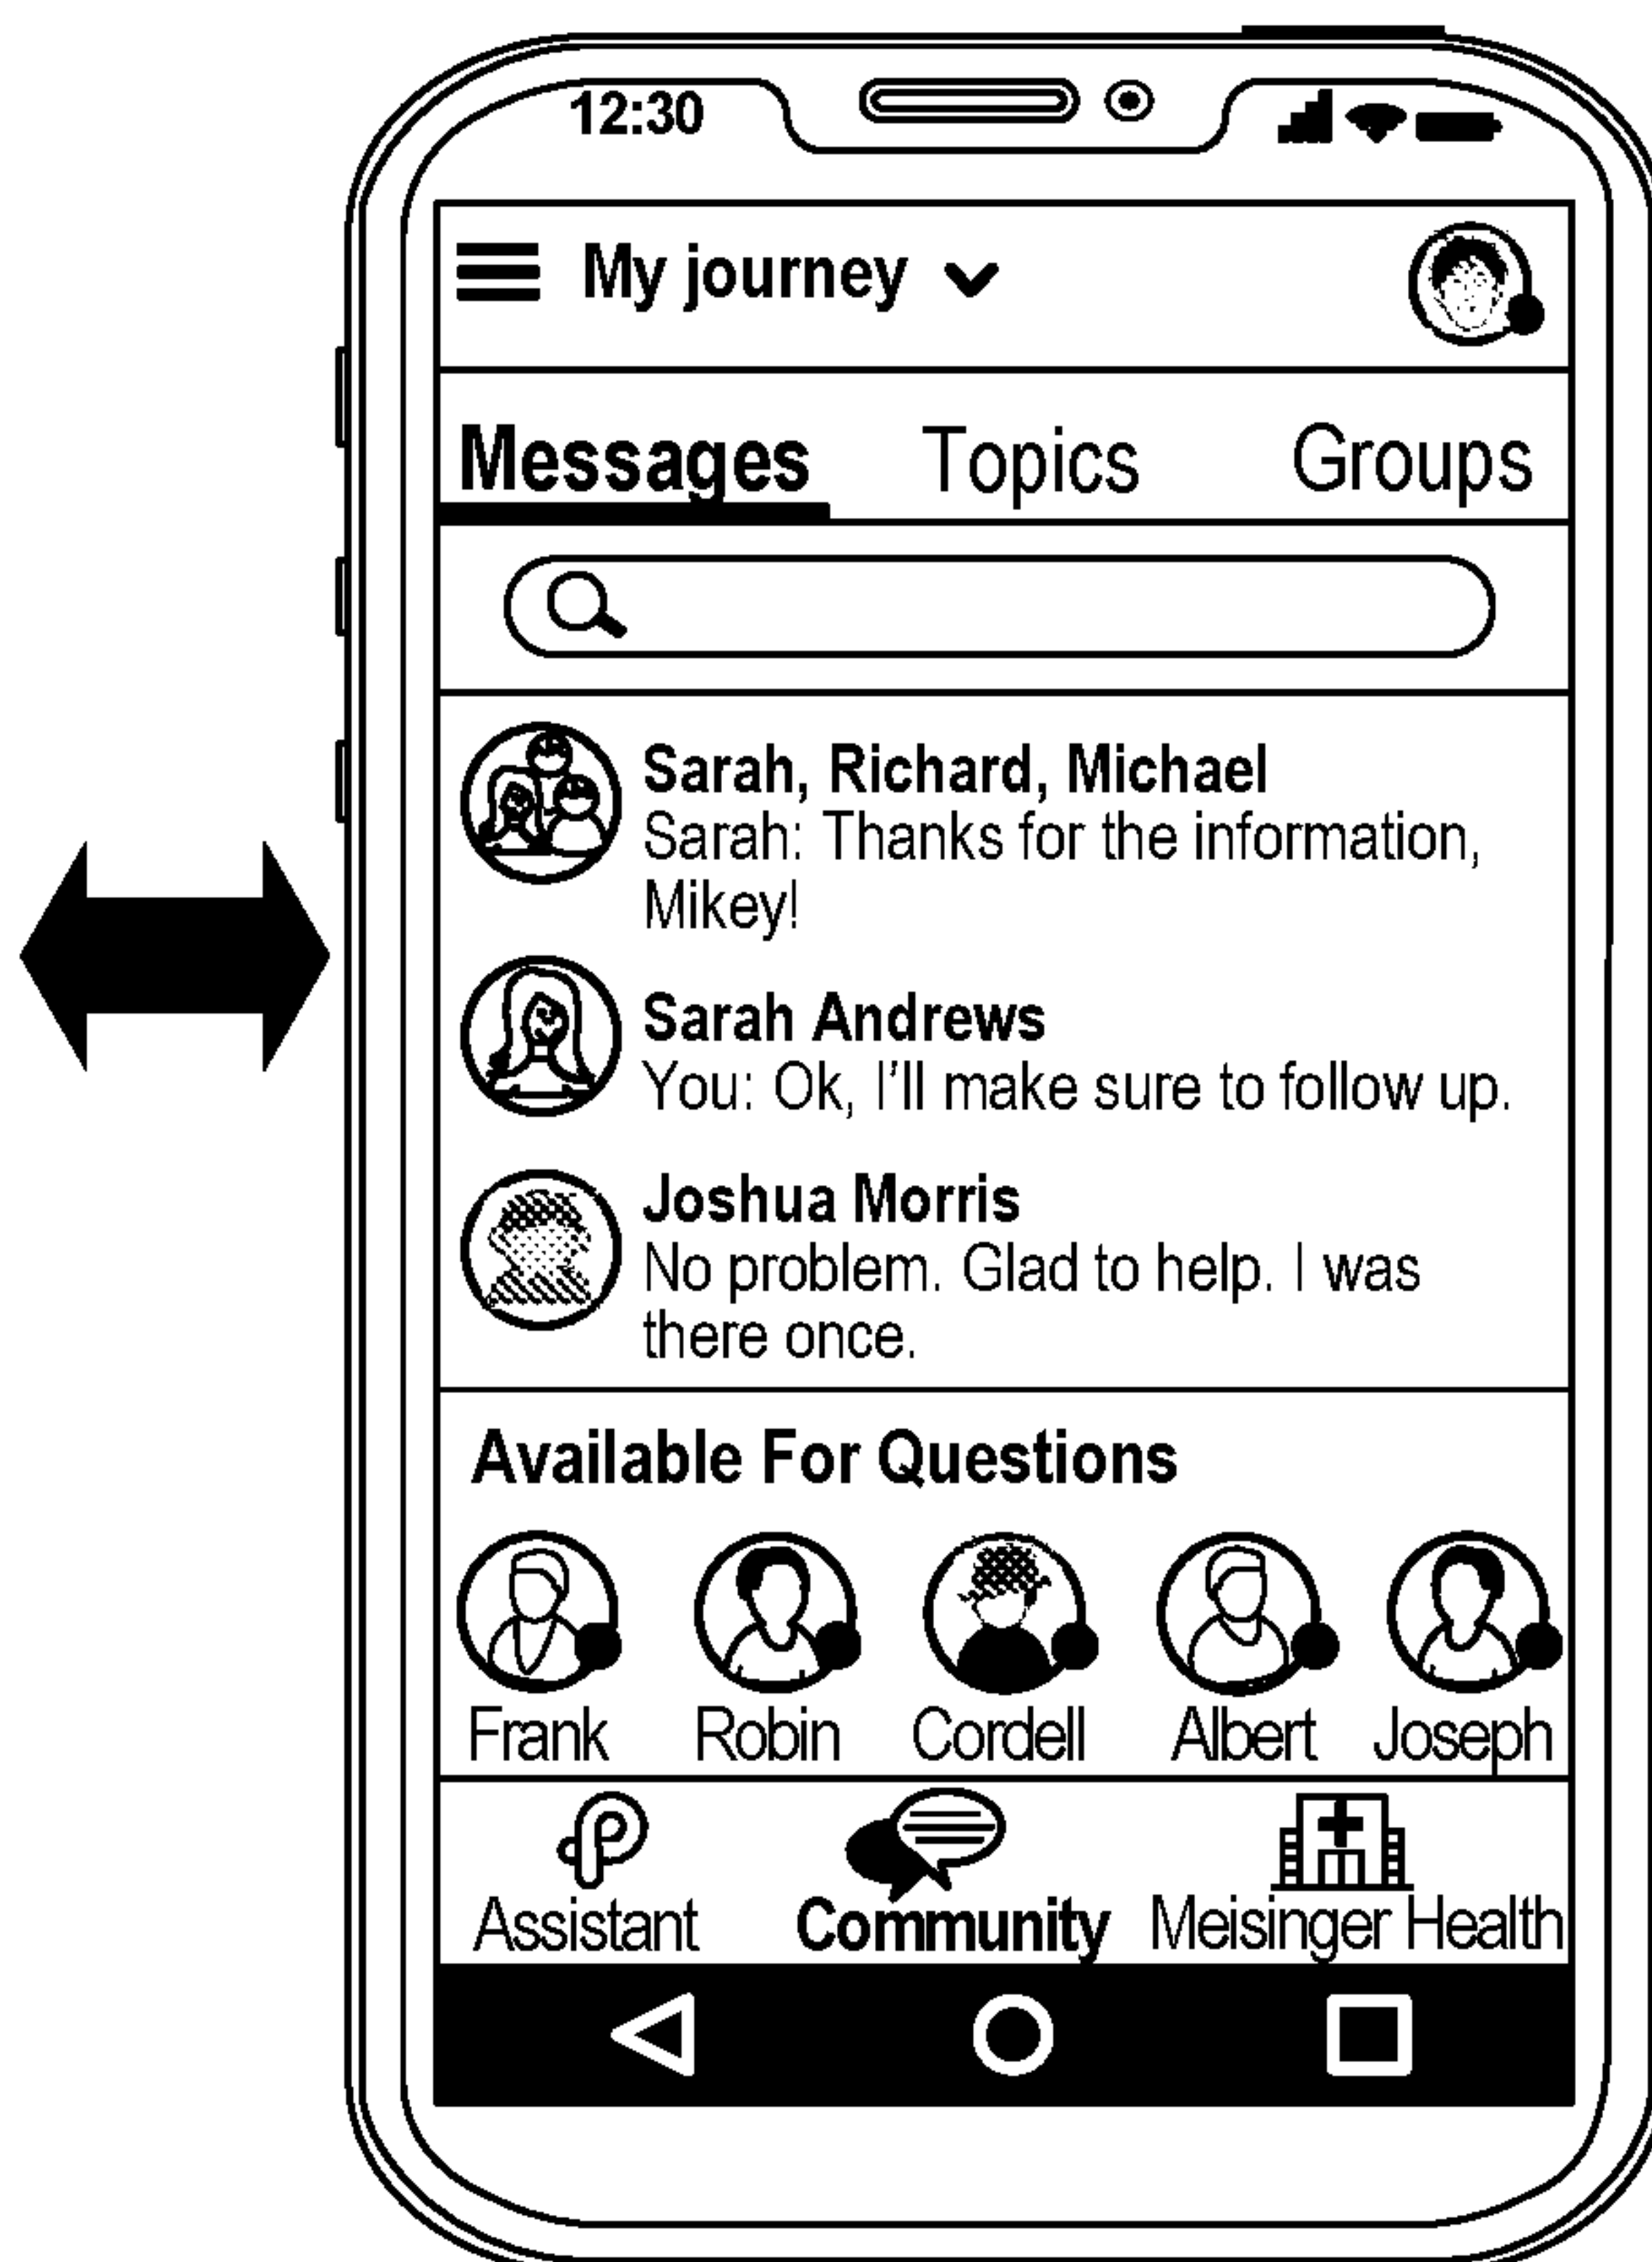 12:30
My journey
Messages Topics Groups
Sarah, Richard, Michael
Sarah: Thanks for the information,
Mikey!
Sarah Andrews
You: Ok, I'll make sure to follow up.
Joshua Morris
No problem. Glad to help. I was
there once.
Available For Questions
Frank Robin Cordell Albert Joseph
Assistant Community Meisinger Health